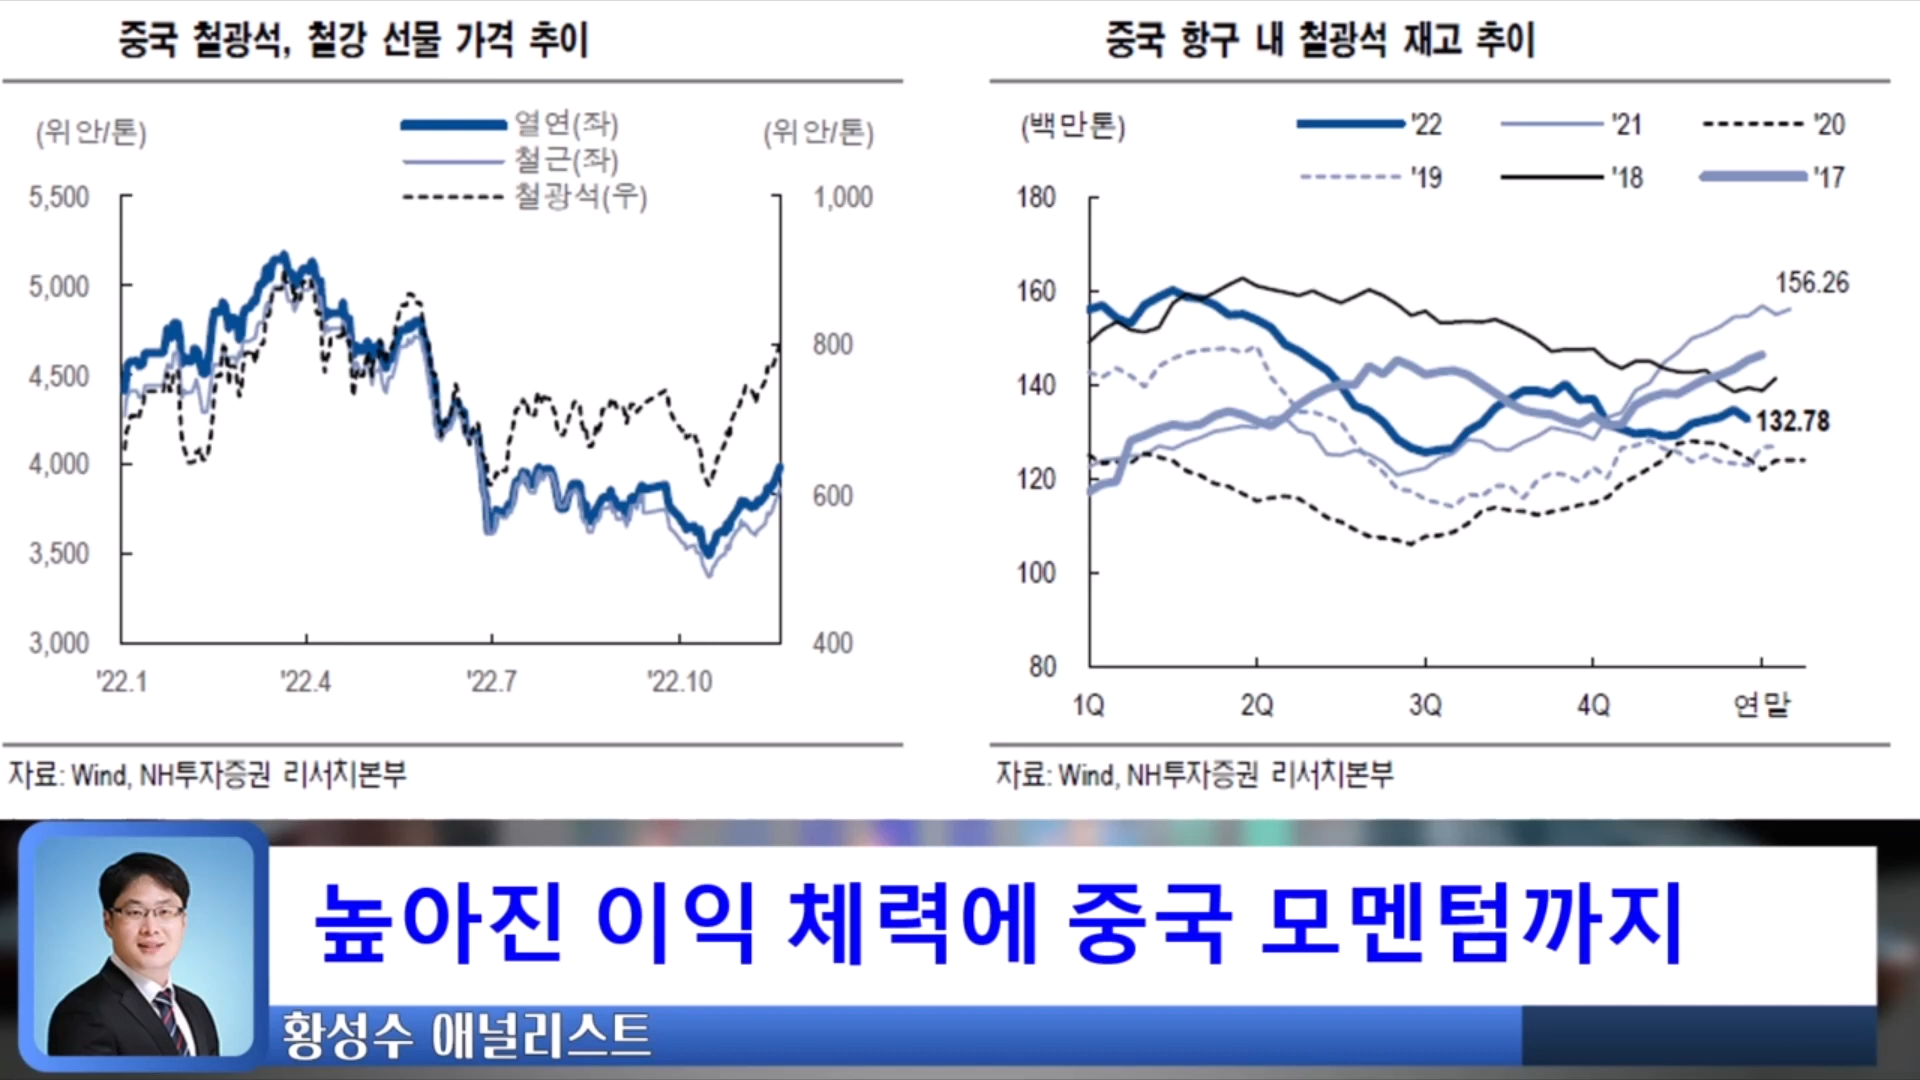 중국 철광석, 철강 선물 가격 추이
(위안/톤)
열연(좌)
철근(좌)
철광석(우)
(위안/톤)
5,500
5,000
4,500
4,000
3,500
3,000
1,000
800
600
400
'22.1
'22.4
'22.7
'22.10
자료: Wind, NH투자증권 리서치본부
중국 항구 내 철광석 재고 추이
(백만톤)
'22
'21
'20
'19
'18
'17
180
160
140
120
100
80
156.26
132.78
1Q
2Q
3Q
4Q
연말
자료: Wind, NH투자증권 리서치본부
높아진 이익 체력에 중국 모멘텀까지
황성수 애널리스트